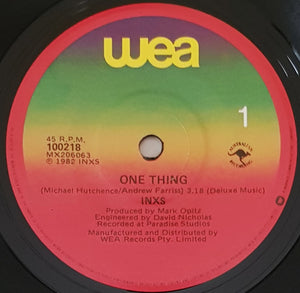 wea
1
45 R.P.M.
100218
MX206063
℗ 1982 INXS
AUSTRALIAN
RECORDING
ONE THING
(Michael Hutchence/Andrew Farriss) 3.18 (Deluxe Music)
INXS
Produced by Mark Opitz
Engineered by David Nicholas
Recorded at Paradise Studios
Manufactured and Distributed by
WEA Records Pty. Limited